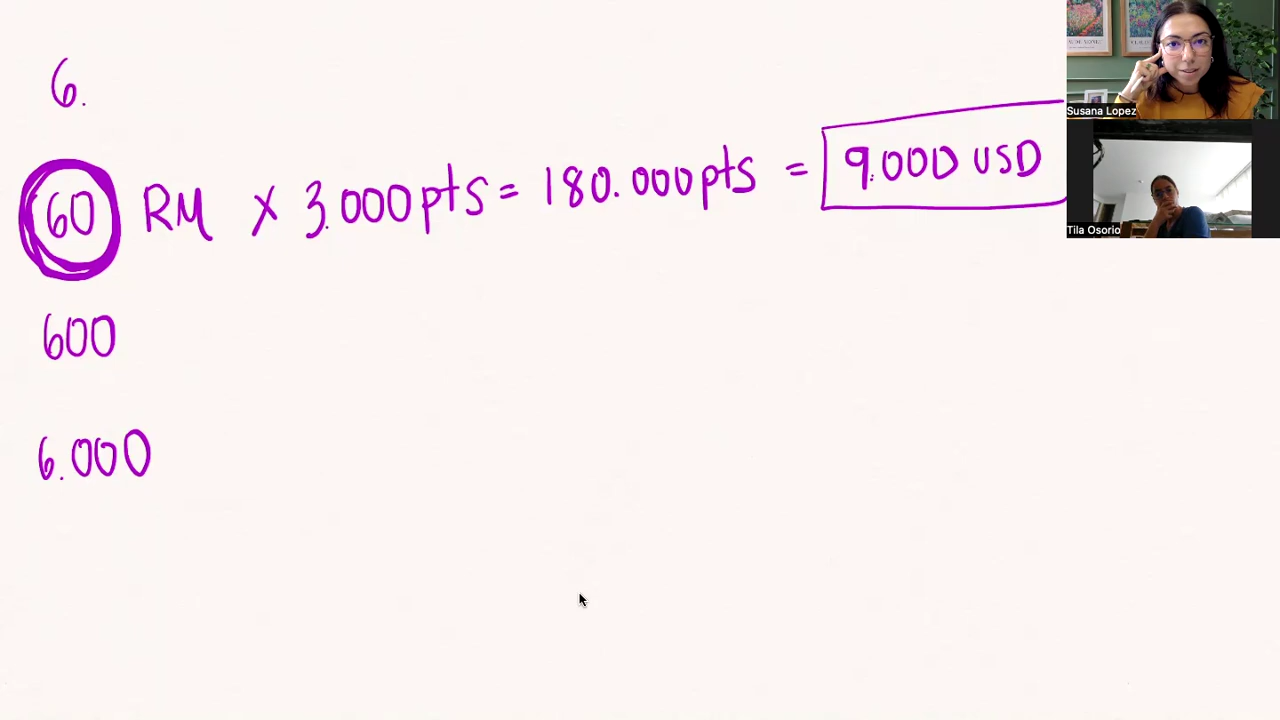 6.
60 RM x 3.000 pts = 180.000 pts = 9.000 USD
600
6.000
Susana Lopez
Tila Osorio